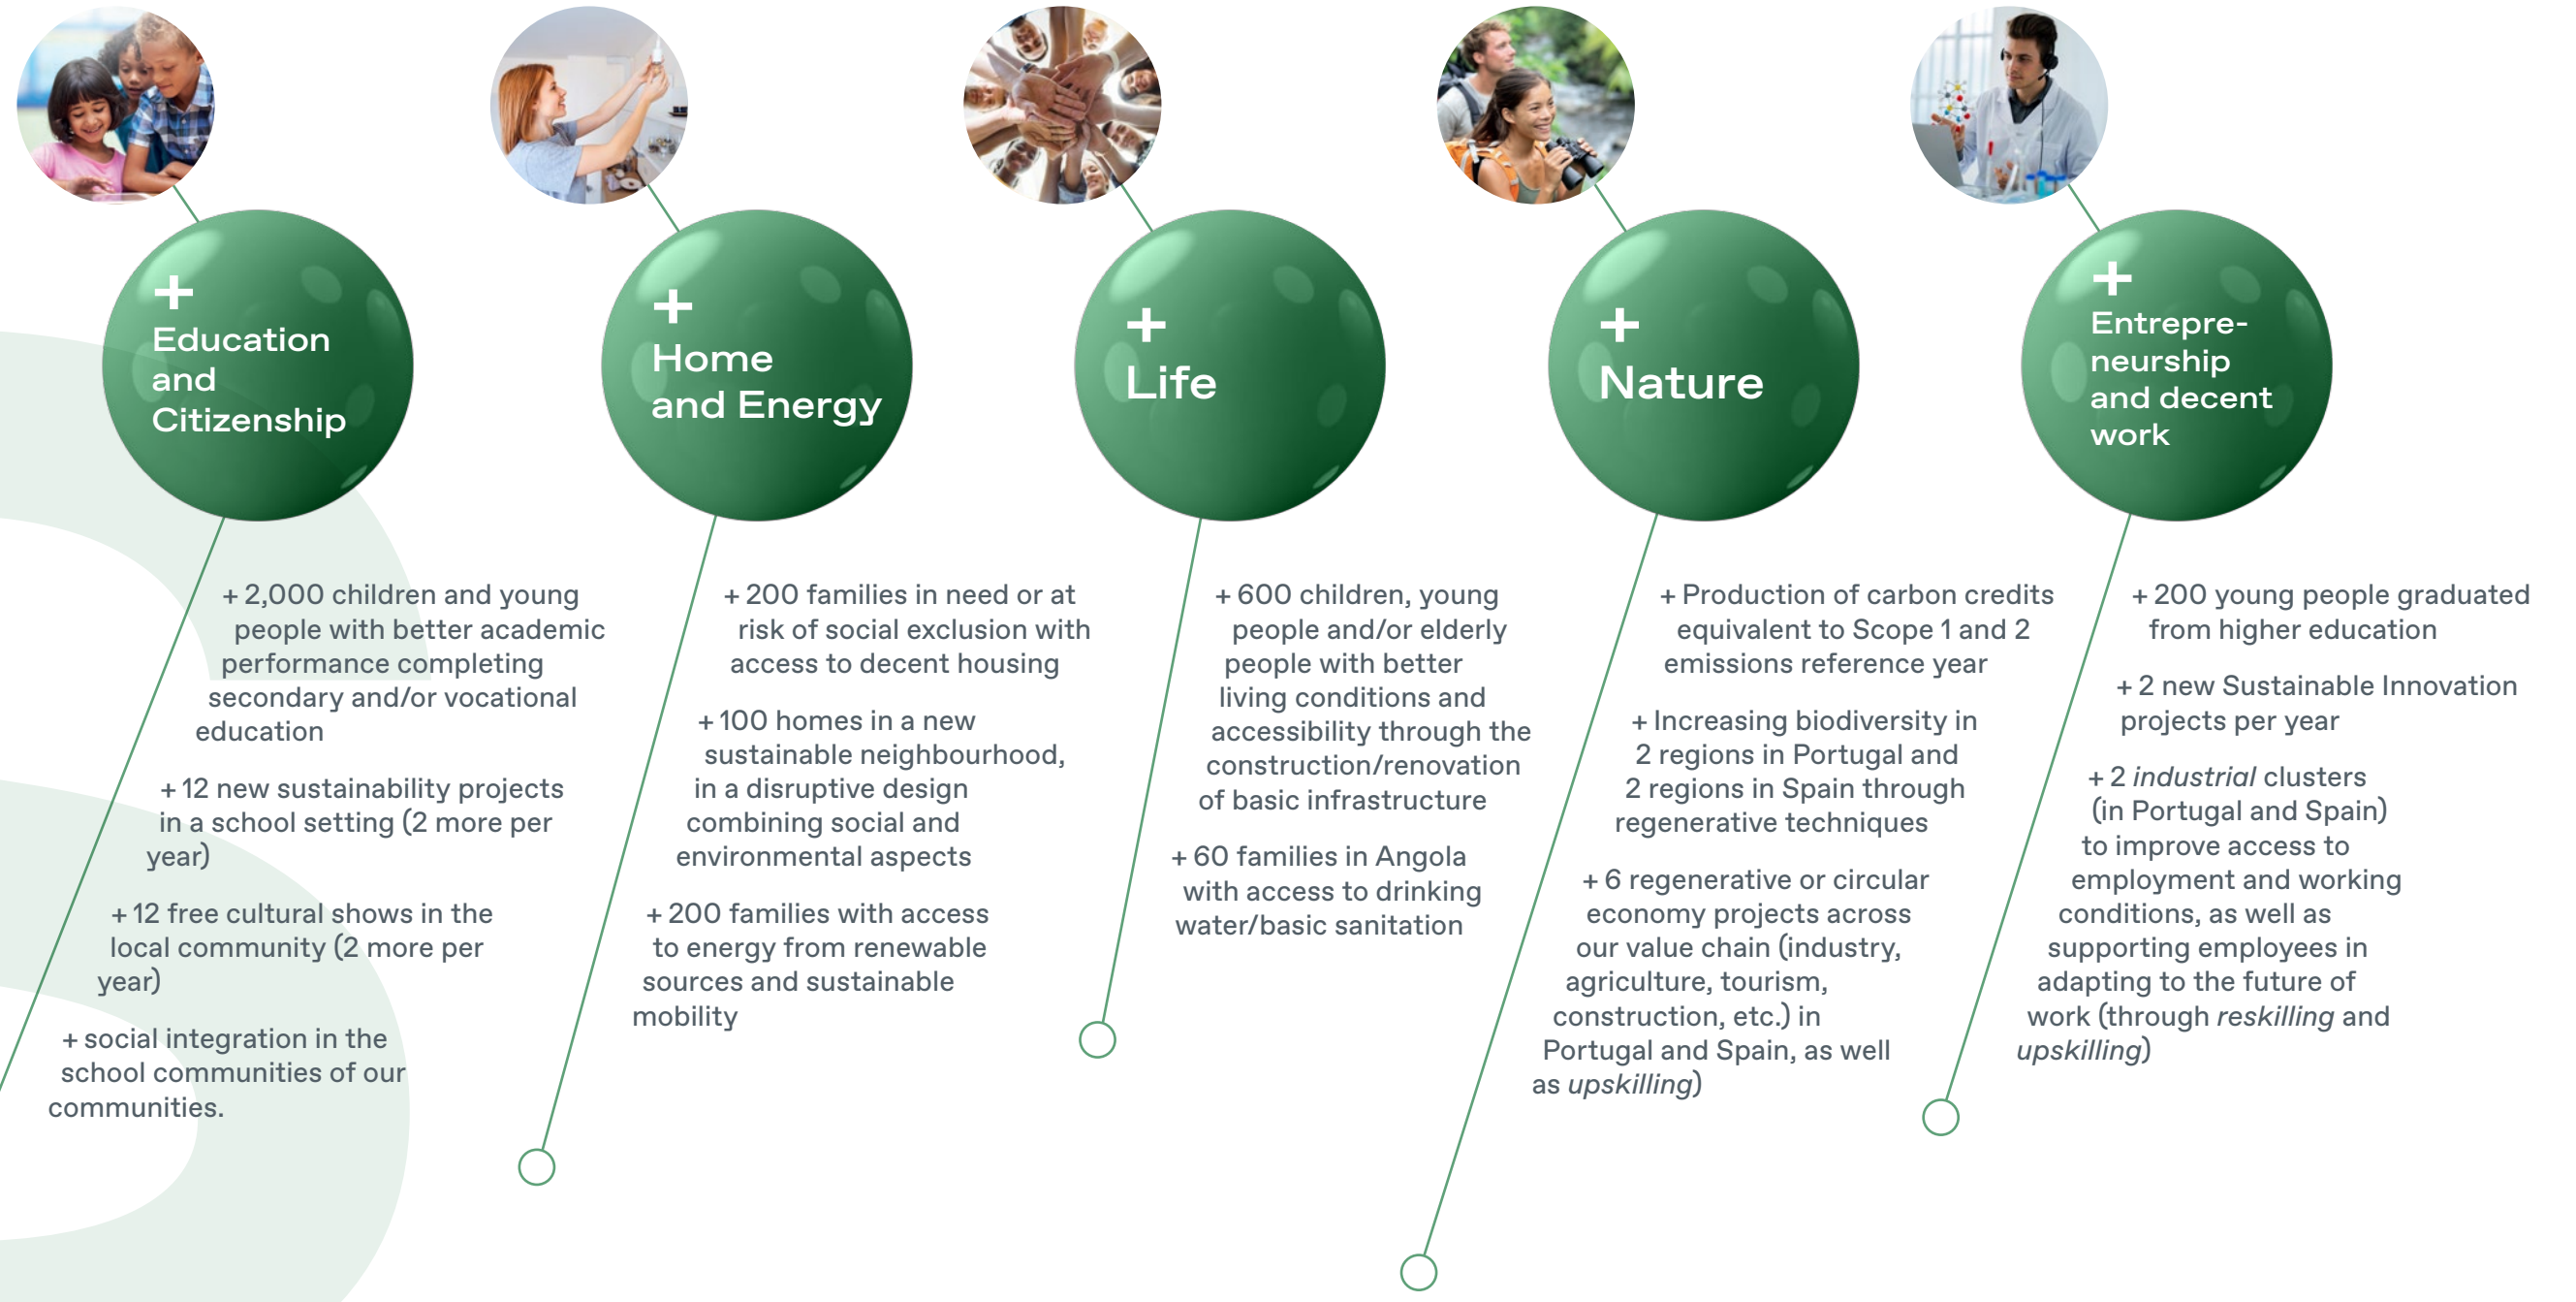 +
Education
and
Citizenship
+ 2,000 children and young
people with better academic
performance completing
secondary and/or vocational
education
+ 12 new sustainability projects
in a school setting (2 more per
year)
+ 12 free cultural shows in the
local community (2 more per
year)
+ social integration in the
school communities of our
communities.
+
Home
and Energy
+ 200 families in need or at
risk of social exclusion with
access to decent housing
+ 100 homes in a new
sustainable neighbourhood,
in a disruptive design
combining social and
environmental aspects
+ 200 families with access
to energy from renewable
sources and sustainable
mobility
+
Life
+ 600 children, young
people and/or elderly
people with better
living conditions and
accessibility through the
construction/renovation
of basic infrastructure
+ 60 families in Angola
with access to drinking
water/basic sanitation
+
Nature
+ Production of carbon credits
equivalent to Scope 1 and 2
emissions reference year
+ Increasing biodiversity in
2 regions in Portugal and
2 regions in Spain through
regenerative techniques
+ 6 regenerative or circular
economy projects across
our value chain (industry,
agriculture, tourism,
construction, etc.) in
Portugal and Spain, as well
as upskilling)
+
Entrepre-
neurship
and decent
work
+ 200 young people graduated
from higher education
+ 2 new Sustainable Innovation
projects per year
+ 2 industrial clusters
(in Portugal and Spain)
to improve access to
employment and working
conditions, as well as
supporting employees in
adapting to the future of
work (through reskilling and
upskilling)